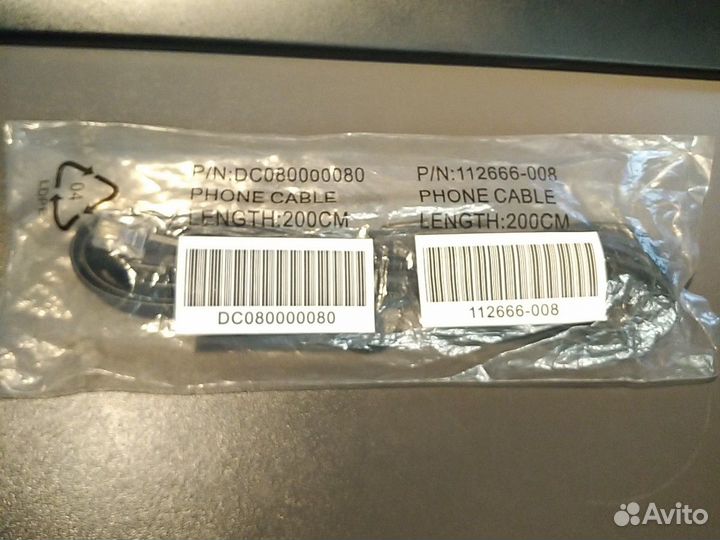 04
LDPE
P/N:DC080000080
PHONE CABLE
LENGTH:200CM
DC080000080
P/N:112666-008
PHONE CABLE
LENGTH:200CM
112666-008
Avito